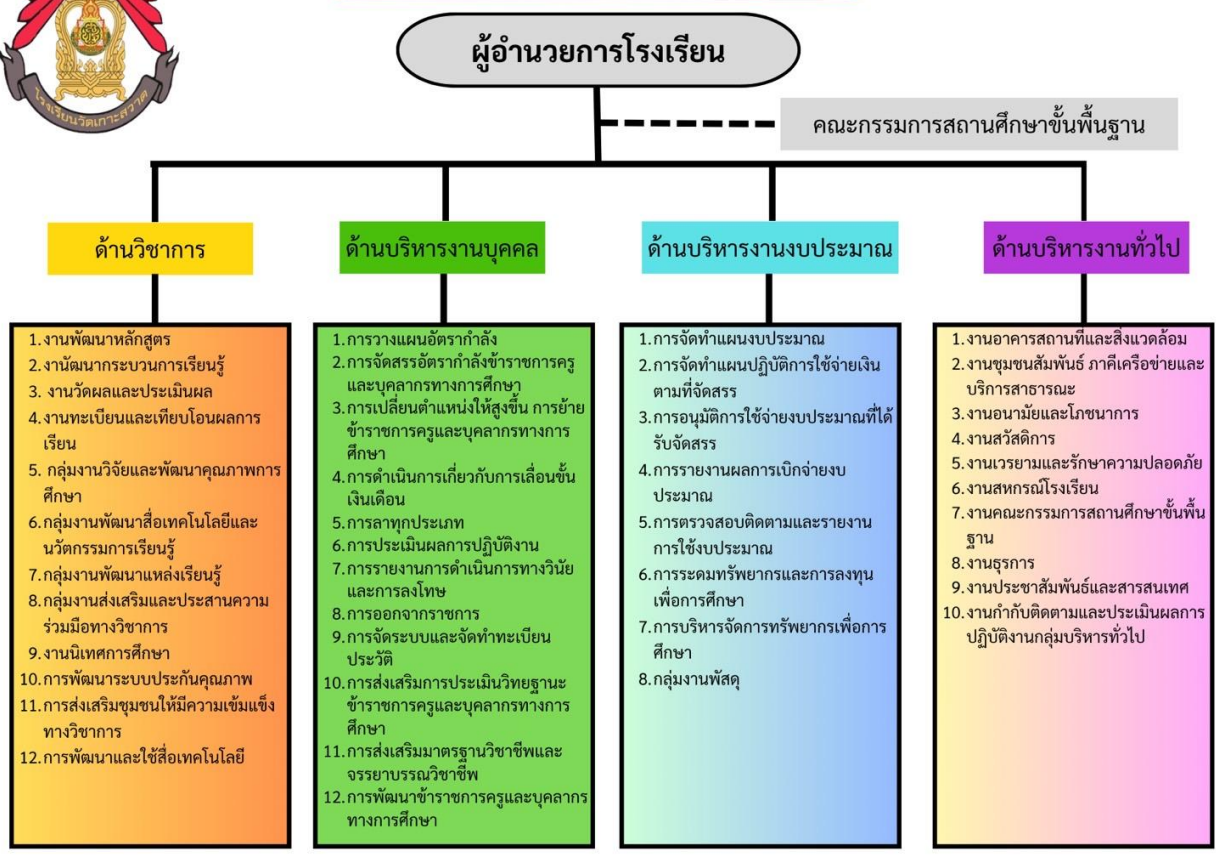 โรงเรียนวัดเกาะสวาด
ผู้อำนวยการโรงเรียน
คณะกรรมการสถานศึกษาขั้นพื้นฐาน
ด้านวิชาการ
1.งานพัฒนาหลักสูตร
2.งานัฒนากระบวนการเรียนรู้
3. งานวัดผลและประเมินผล
4.งานทะเบียนและเทียบโอนผลการ
เรียน
5. กลุ่มงานวิจัยและพัฒนาคุณภาพการ
ศึกษา
6.กลุ่มงานพัฒนาสื่อเทคโนโลยีและ
นวัตกรรมการเรียนรู้
7.กลุ่มงานพัฒนาแหล่งเรียนรู้
8.กลุ่มงานส่งเสริมและประสานความ
ร่วมมือทางวิชาการ
9.งานนิเทศการศึกษา
10.การพัฒนาระบบประกันคุณภาพ
11.การส่งเสริมชุมชนให้มีความเข้มแข็ง
ทางวิชาการ
12.การพัฒนาและใช้สื่อเทคโนโลยี
ด้านบริหารงานบุคคล
1.การวางแผนอัตรากำลัง
2.การจัดสรรอัตรากำลังข้าราชการครู
และบุคลากรทางการศึกษา
3.การเปลี่ยนตำแหน่งให้สูงขึ้น การย้าย
ข้าราชการครูและบุคลากรทางการ
ศึกษา
4.การดำเนินการเกี่ยวกับการเลื่อนขั้น
เงินเดือน
5.การลาทุกประเภท
6.การประเมินผลการปฏิบัติงาน
7.การรายงานการดำเนินการทางวินัย
และการลงโทษ
8.การออกจากราชการ
9.การจัดระบบและจัดทำทะเบียน
ประวัติ
10.การส่งเสริมการประเมินวิทยฐานะ
ข้าราชการครูและบุคลากรทางการ
ศึกษา
11.การส่งเสริมมาตรฐานวิชาชีพและ
จรรยาบรรณวิชาชีพ
12.การพัฒนาข้าราชการครูและบุคลากร
ทางการศึกษา
ด้านบริหารงานงบประมาณ
1.การจัดทำแผนงบประมาณ
2.การจัดทำแผนปฏิบัติการใช้จ่ายเงิน
ตามที่จัดสรร
3.การอนุมัติการใช้จ่ายงบประมาณที่ได้
รับจัดสรร
4.การรายงานผลการเบิกจ่ายงบ
ประมาณ
5.การตรวจสอบติดตามและรายงาน
การใช้งบประมาณ
6.การระดมทรัพยากรและการลงทุน
เพื่อการศึกษา
7.การบริหารจัดการทรัพยากรเพื่อการ
ศึกษา
8.กลุ่มงานพัสดุ
ด้านบริหารงานทั่วไป
1.งานอาคารสถานที่และสิ่งแวดล้อม
2.งานชุมชนสัมพันธ์ ภาคีเครือข่ายและ
บริการสาธารณะ
3.งานอนามัยและโภชนาการ
4.งานสวัสดิการ
5.งานเวรยามและรักษาความปลอดภัย
6.งานสหกรณ์โรงเรียน
7.งานคณะกรรมการสถานศึกษาขั้นพื้น
ฐาน
8.งานธุรการ
9.งานประชาสัมพันธ์และสารสนเทศ
10.งานกำกับติดตามและประเมินผลการ
ปฏิบัติงานกลุ่มบริหารทั่วไป